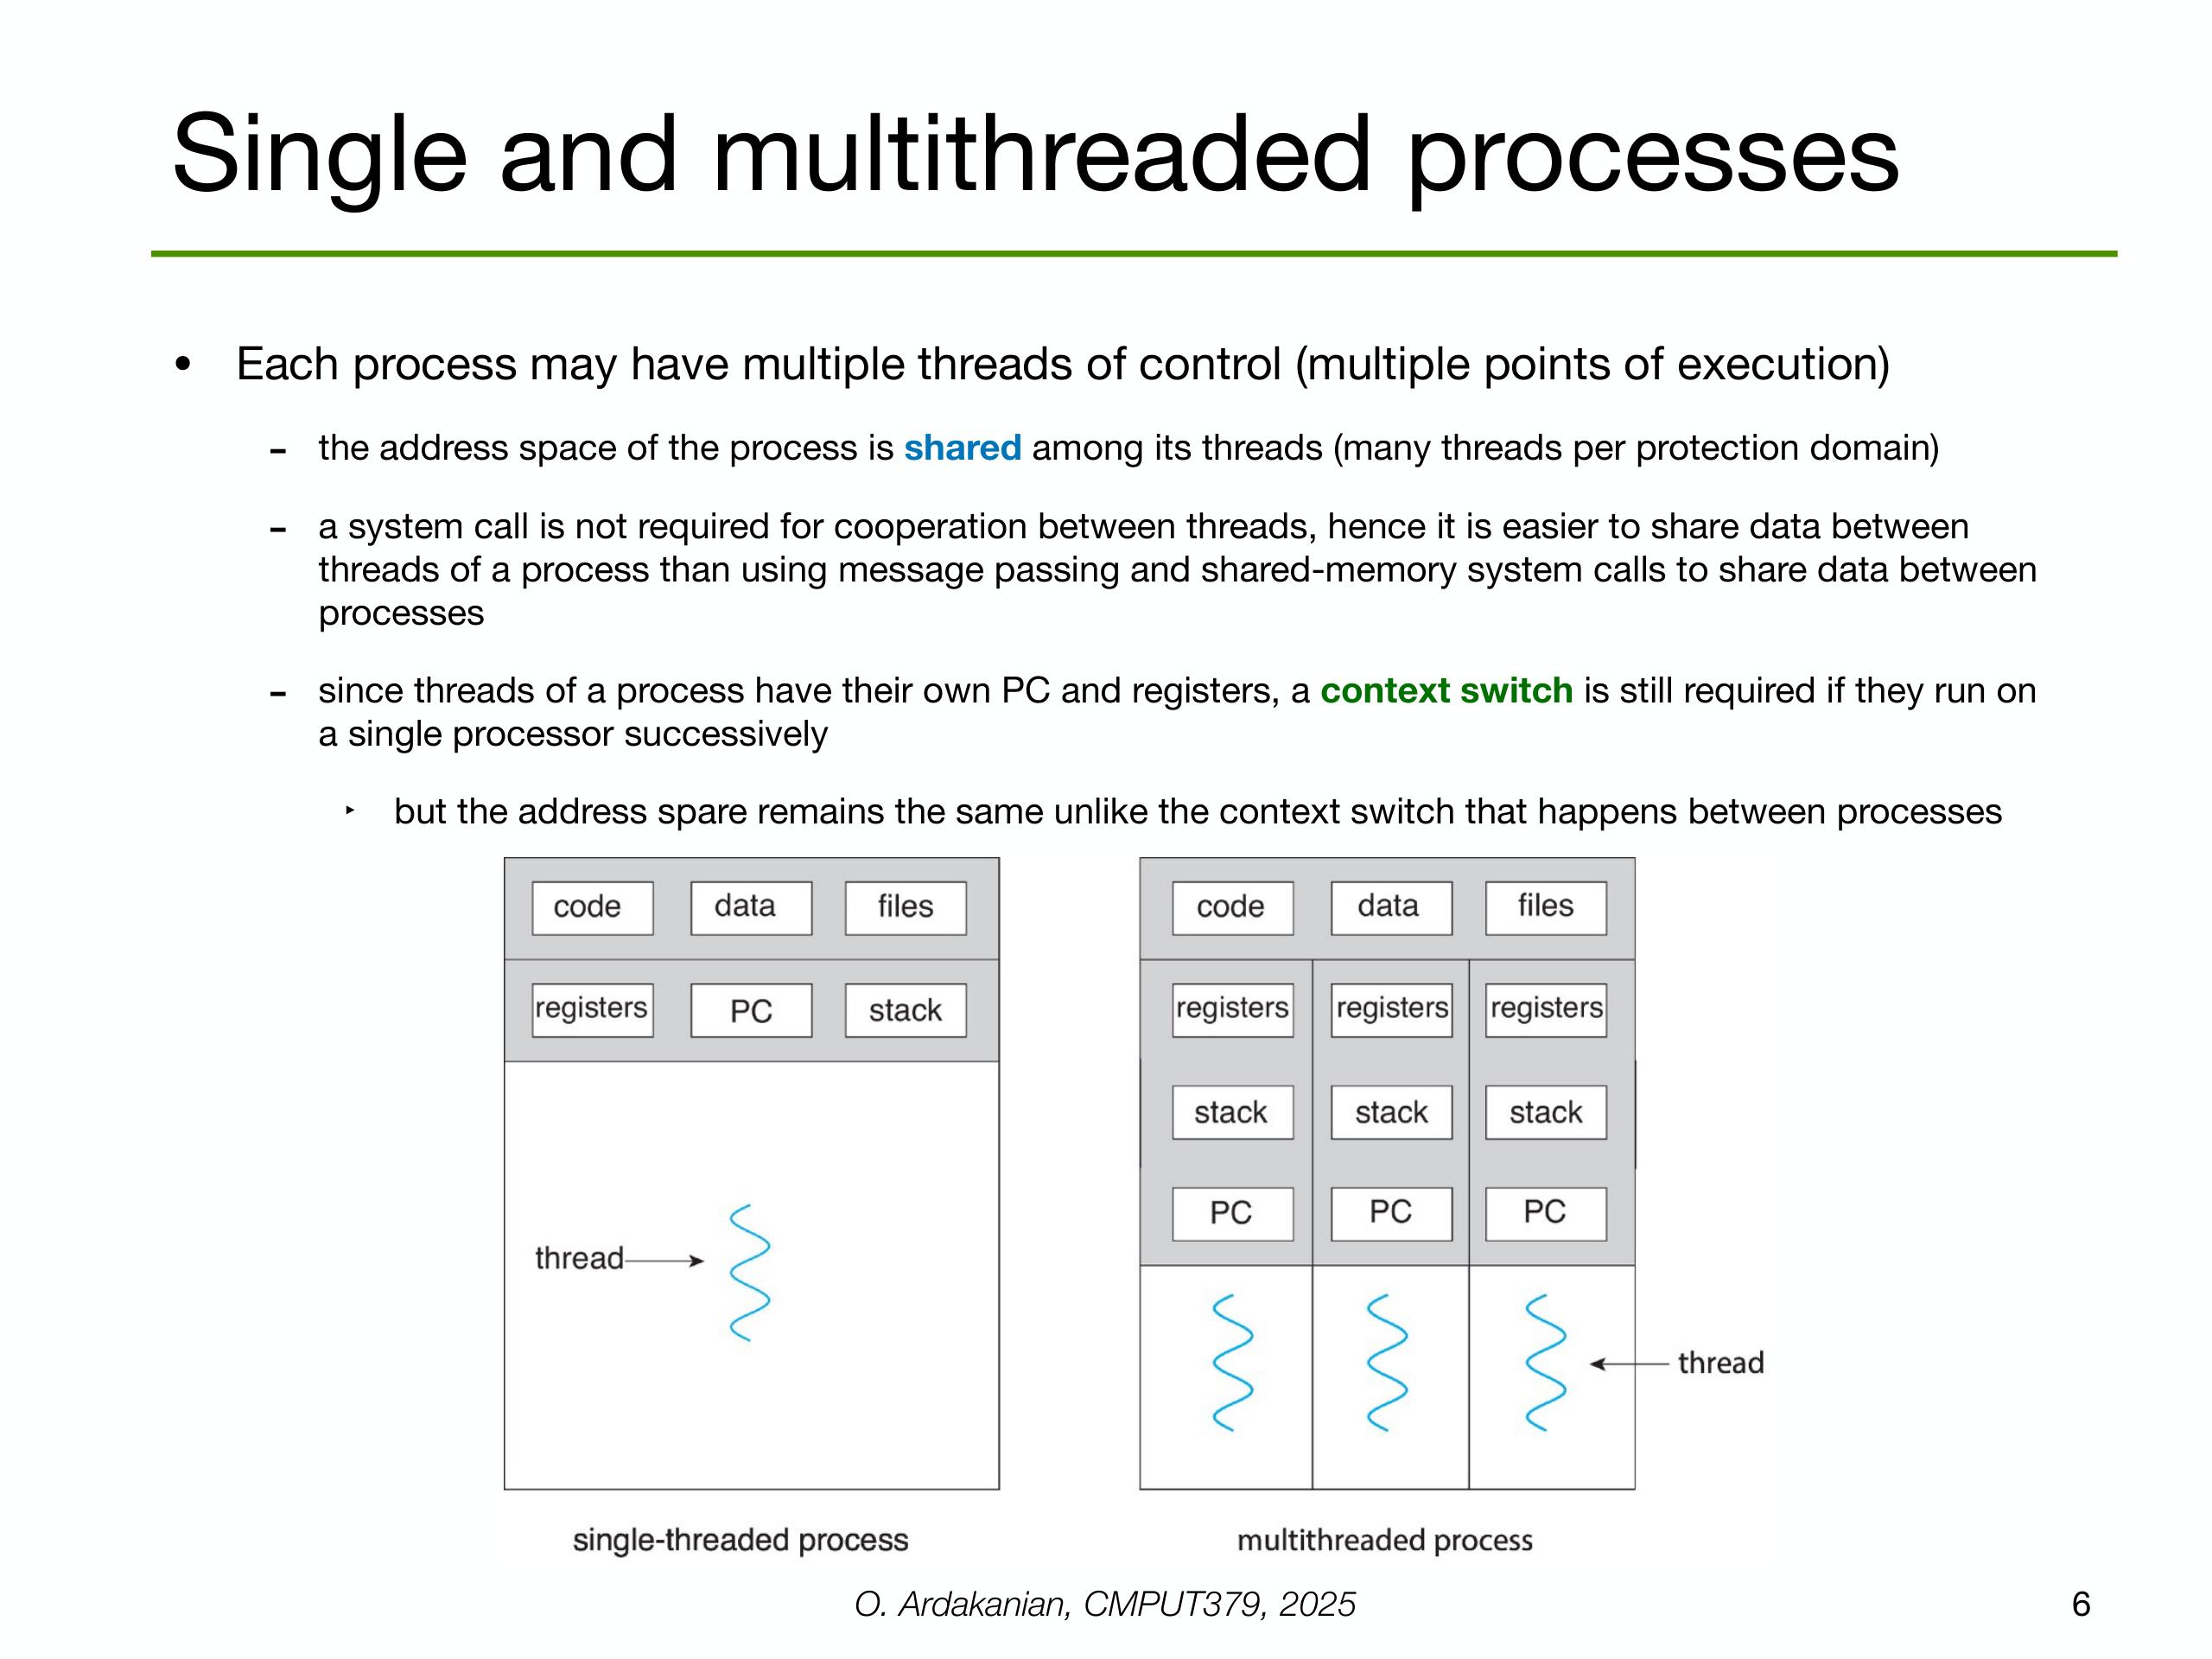 Single and multithreaded processes
• Each process may have multiple threads of control (multiple points of execution)
- the address space of the process is shared among its threads (many threads per protection domain)
- a system call is not required for cooperation between threads, hence it is easier to share data between
threads of a process than using message passing and shared-memory system calls to share data between
processes
- since threads of a process have their own PC and registers, a context switch is still required if they run on
a single processor successively
‣ but the address spare remains the same unlike the context switch that happens between processes
code data files
registers PC stack
thread
single-threaded process
code data files
registers registers registers
stack stack stack
PC PC PC
thread
multithreaded process
O. Ardakanian, CMPUT379, 2025
6